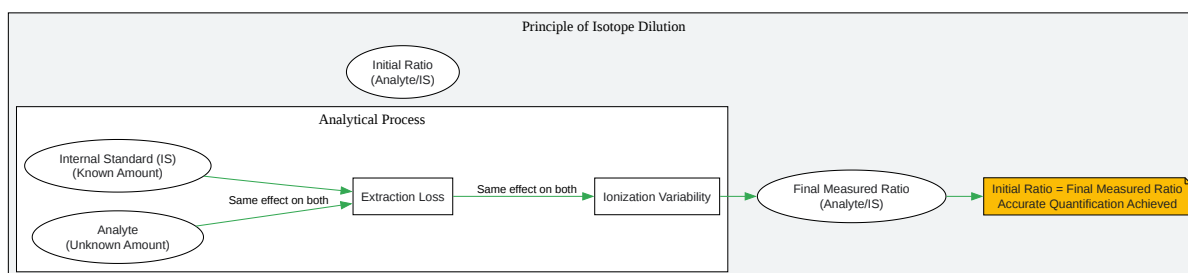 Principle of Isotope Dilution
Initial Ratio
(Analyte/IS)
Analytical Process
Internal Standard (IS)
(Known Amount)
Same effect on both
Analyte
(Unknown Amount)
Extraction Loss
Same effect on both
Ionization Variability
Final Measured Ratio
(Analyte/IS)
Initial Ratio = Final Measured Ratio
Accurate Quantification Achieved